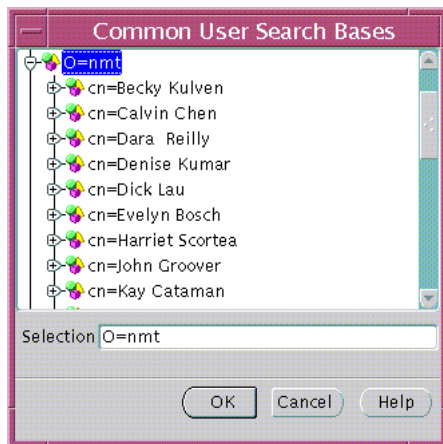 Common User Search Bases
O=nmt
cn=Becky Kulven
cn=Calvin Chen
cn=Dara  Reilly
cn=Denise Kumar
cn=Dick Lau
cn=Evelyn Bosch
cn=Harriet Scortea
cn=John Groover
cn=Kay Cataman
Selection O=nmt
OK Cancel Help